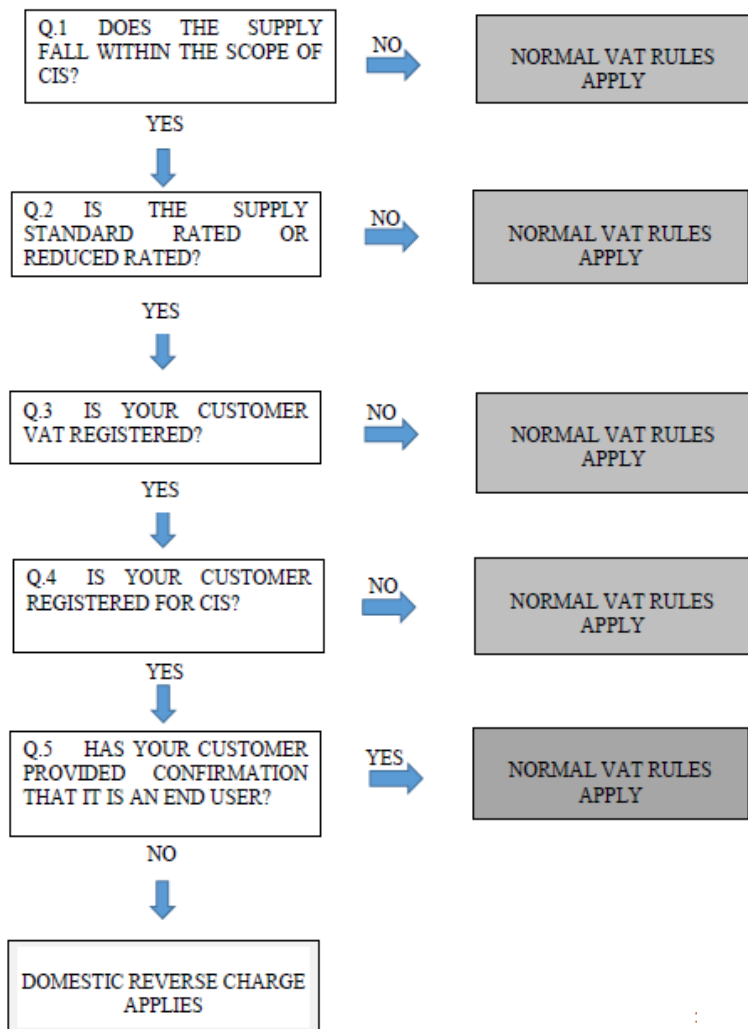 Q.1 DOES THE SUPPLY
FALL WITHIN THE SCOPE OF
CIS?
NO
NORMAL VAT RULES
APPLY
YES
Q.2 IS THE SUPPLY
STANDARD RATED OR
REDUCED RATED?
NO
NORMAL VAT RULES
APPLY
YES
Q.3 IS YOUR CUSTOMER
VAT REGISTERED?
NO
NORMAL VAT RULES
APPLY
YES
Q.4 IS YOUR CUSTOMER
REGISTERED FOR CIS?
NO
NORMAL VAT RULES
APPLY
YES
Q.5 HAS YOUR CUSTOMER
PROVIDED CONFIRMATION
THAT IT IS AN END USER?
YES
NORMAL VAT RULES
APPLY
NO
DOMESTIC REVERSE CHARGE
APPLIES
: